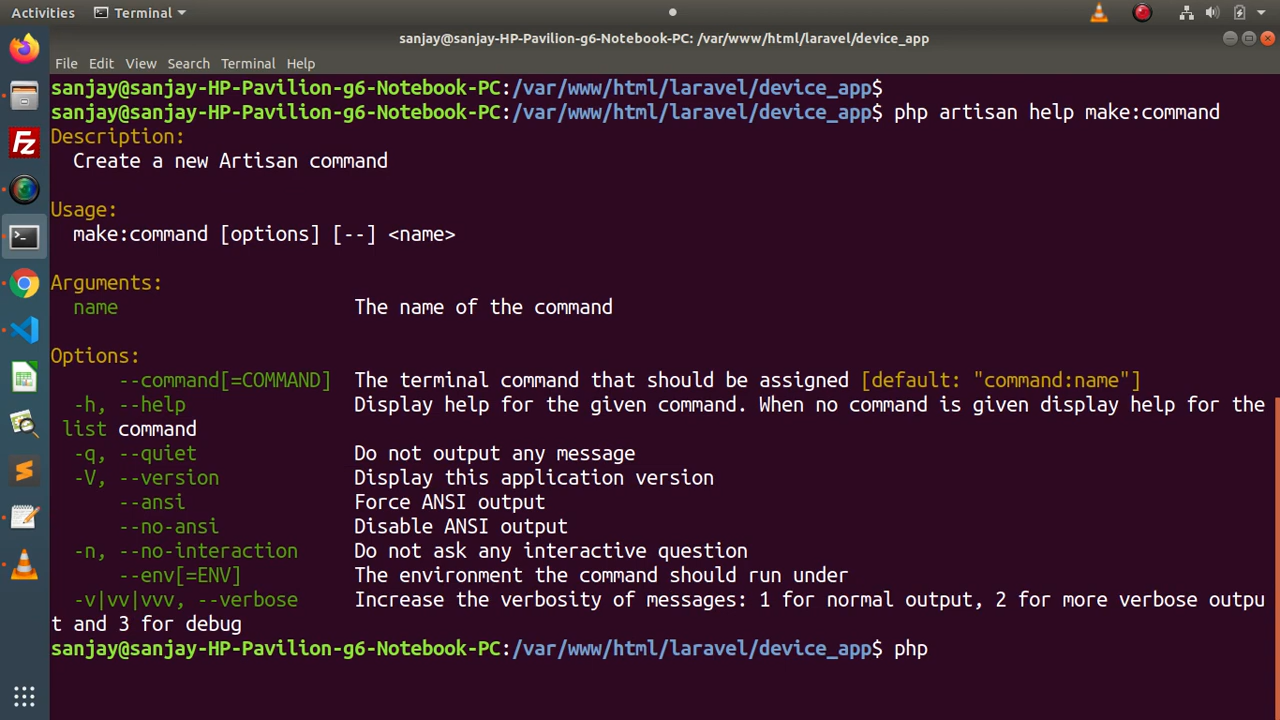 Activities Terminal
sanjay@sanjay-HP-Pavilion-g6-Notebook-PC: /var/www/html/laravel/device_app
File Edit View Search Terminal Help
sanjay@sanjay-HP-Pavilion-g6-Notebook-PC:/var/www/html/laravel/device_app$
sanjay@sanjay-HP-Pavilion-g6-Notebook-PC:/var/www/html/laravel/device_app$ php artisan help make:command
Description:
  Create a new Artisan command

Usage:
  make:command [options] [--] <name>

Arguments:
  name                     The name of the command

Options:
      --command[=COMMAND]  The terminal command that should be assigned [default: "command:name"]
  -h, --help               Display help for the given command. When no command is given display help for the
 list command
  -q, --quiet              Do not output any message
  -V, --version            Display this application version
      --ansi               Force ANSI output
      --no-ansi            Disable ANSI output
  -n, --no-interaction     Do not ask any interactive question
      --env[=ENV]          The environment the command should run under
  -v|vv|vvv, --verbose     Increase the verbosity of messages: 1 for normal output, 2 for more verbose outpu
t and 3 for debug
sanjay@sanjay-HP-Pavilion-g6-Notebook-PC:/var/www/html/laravel/device_app$ php